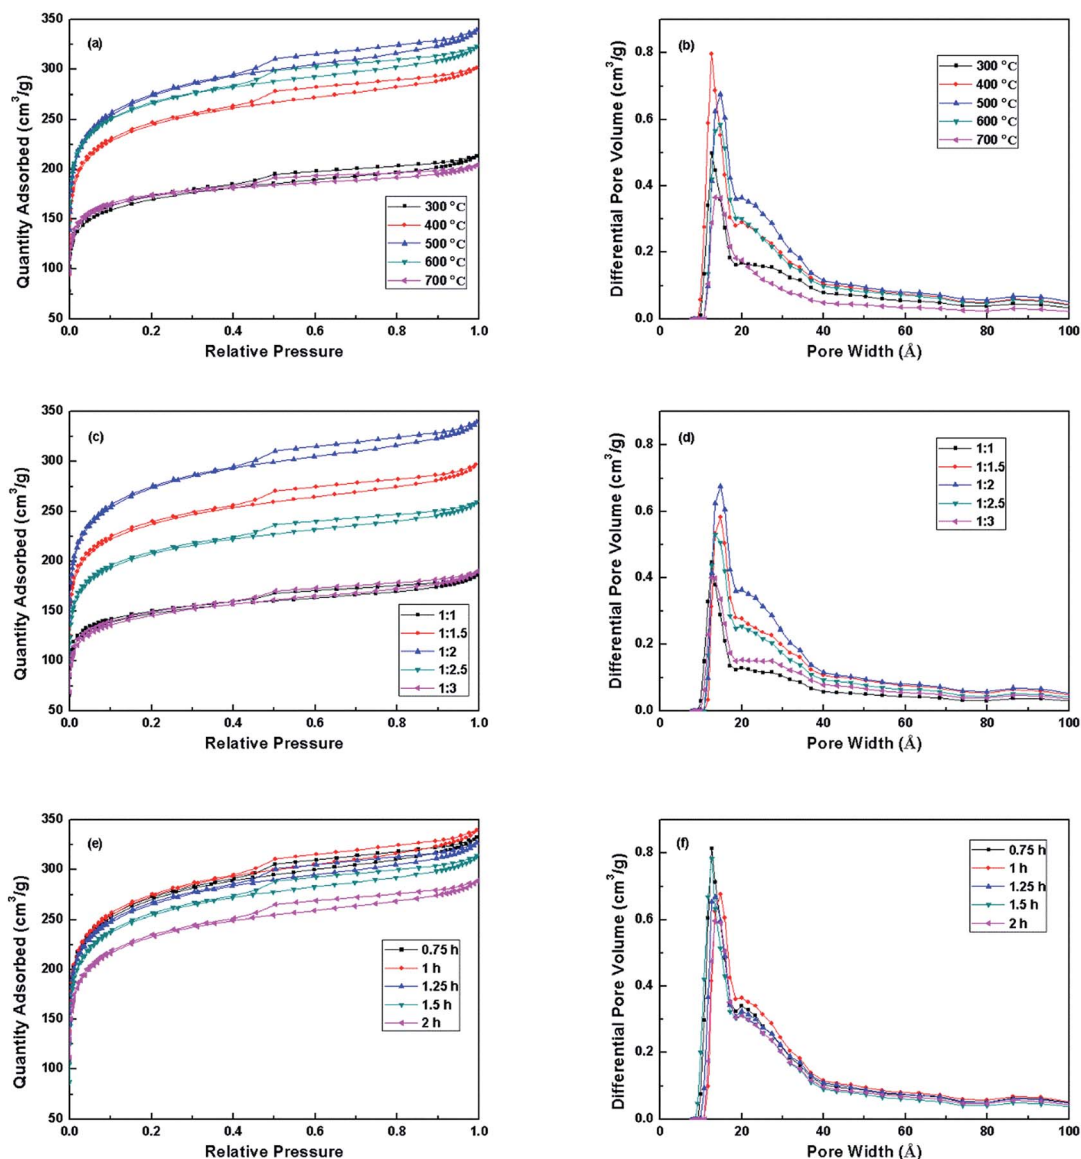 (a)
Quantity Adsorbed (cm³/g)
350
300
250
200
150
100
50
300 °C
400 °C
500 °C
600 °C
700 °C
0.0 0.2 0.4 0.6 0.8 1.0
Relative Pressure
(b)
Differential Pore Volume (cm³/g)
0.8
0.6
0.4
0.2
0.0
300 °C
400 °C
500 °C
600 °C
700 °C
0 20 40 60 80 100
Pore Width (Å)
(c)
Quantity Adsorbed (cm³/g)
350
300
250
200
150
100
50
1:1
1:1.5
1:2
1:2.5
1:3
0.0 0.2 0.4 0.6 0.8 1.0
Relative Pressure
(d)
Differential Pore Volume (cm³/g)
0.8
0.6
0.4
0.2
0.0
1:1
1:1.5
1:2
1:2.5
1:3
0 20 40 60 80 100
Pore Width (Å)
(e)
Quantity Adsorbed (cm³/g)
350
300
250
200
150
100
50
0.75 h
1 h
1.25 h
1.5 h
2 h
0.0 0.2 0.4 0.6 0.8 1.0
Relative Pressure
(f)
Differential Pore Volume (cm³/g)
0.8
0.6
0.4
0.2
0.0
0.75 h
1 h
1.25 h
1.5 h
2 h
0 20 40 60 80 100
Pore Width (Å)